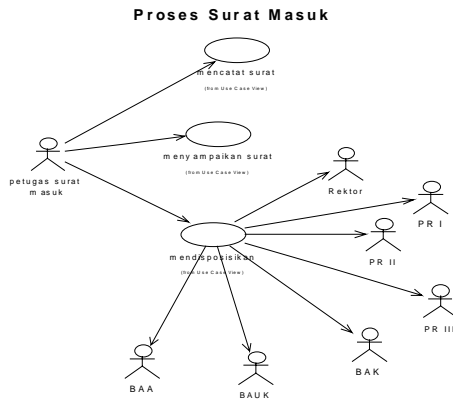 Proses Surat Masuk
mencatat surat
(from Use Case View)
menyampaikan surat
(from Use Case View)
petugas surat
masuk
Rektor
PR I
PR II
mendisposisikan
(from Use Case View)
PR III
BAK
BAA
BAUK